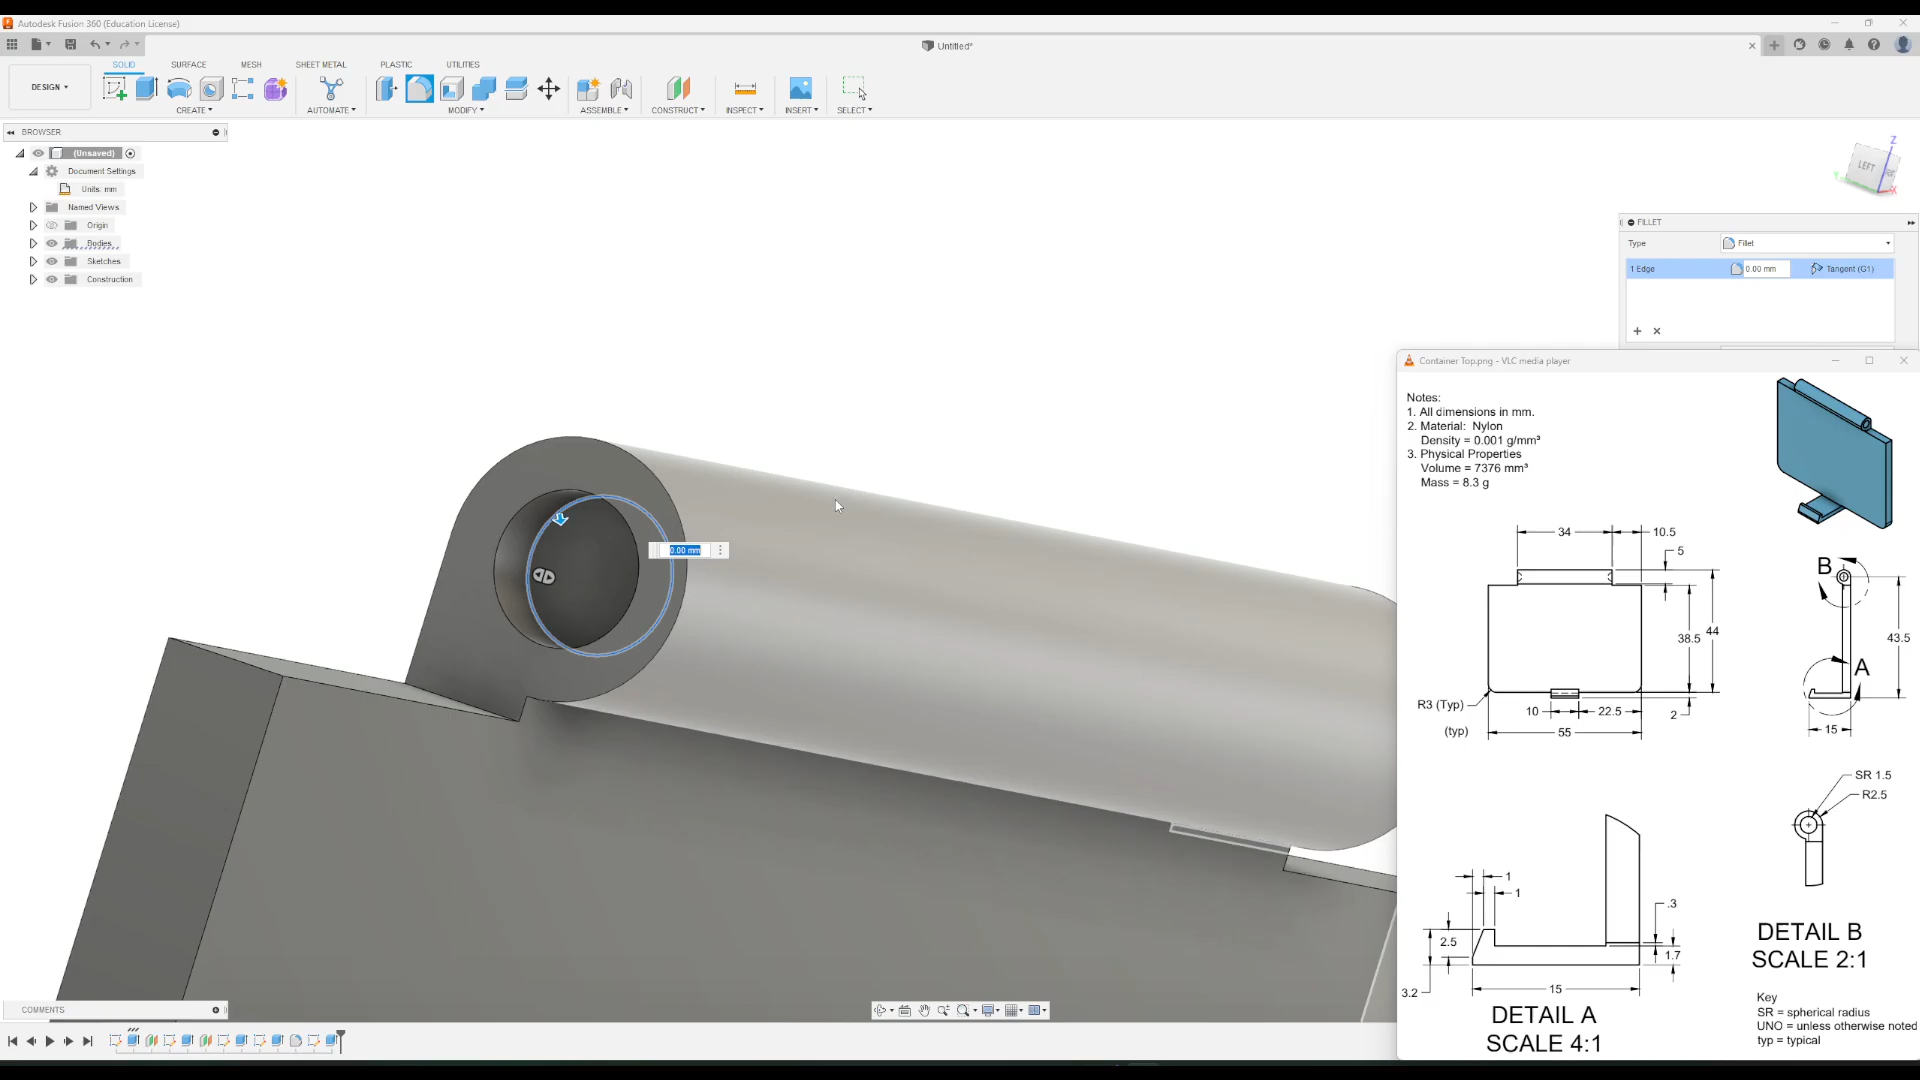 Autodesk Fusion 360 (Education License)
Untitled*
DESIGN
SOLID
SURFACE
MESH
SHEET METAL
PLASTIC
UTILITIES
CREATE
AUTOMATE
MODIFY
ASSEMBLE
CONSTRUCT
INSPECT
INSERT
SELECT
BROWSER
(Unsaved)
Document Settings
Units: mm
Named Views
Origin
Bodies
Sketches
Construction
Z
LEFT
FILLET
Type
Fillet
1 Edge
0.00 mm
Tangent (G1)
0.00 mm
Container Top.png - VLC media player
Notes:
1. All dimensions in mm.
2. Material: Nylon
Density = 0.001 g/mm³
3. Physical Properties
Volume = 7376 mm³
Mass = 8.3 g
34
10.5
5
38.5
44
R3 (Typ)
10
22.5
2
(typ)
55
B
43.5
A
15
SR 1.5
R2.5
1
1
2.5
.3
1.7
3.2
15
DETAIL A
SCALE 4:1
DETAIL B
SCALE 2:1
Key
SR = spherical radius
UNO = unless otherwise noted
typ = typical
COMMENTS